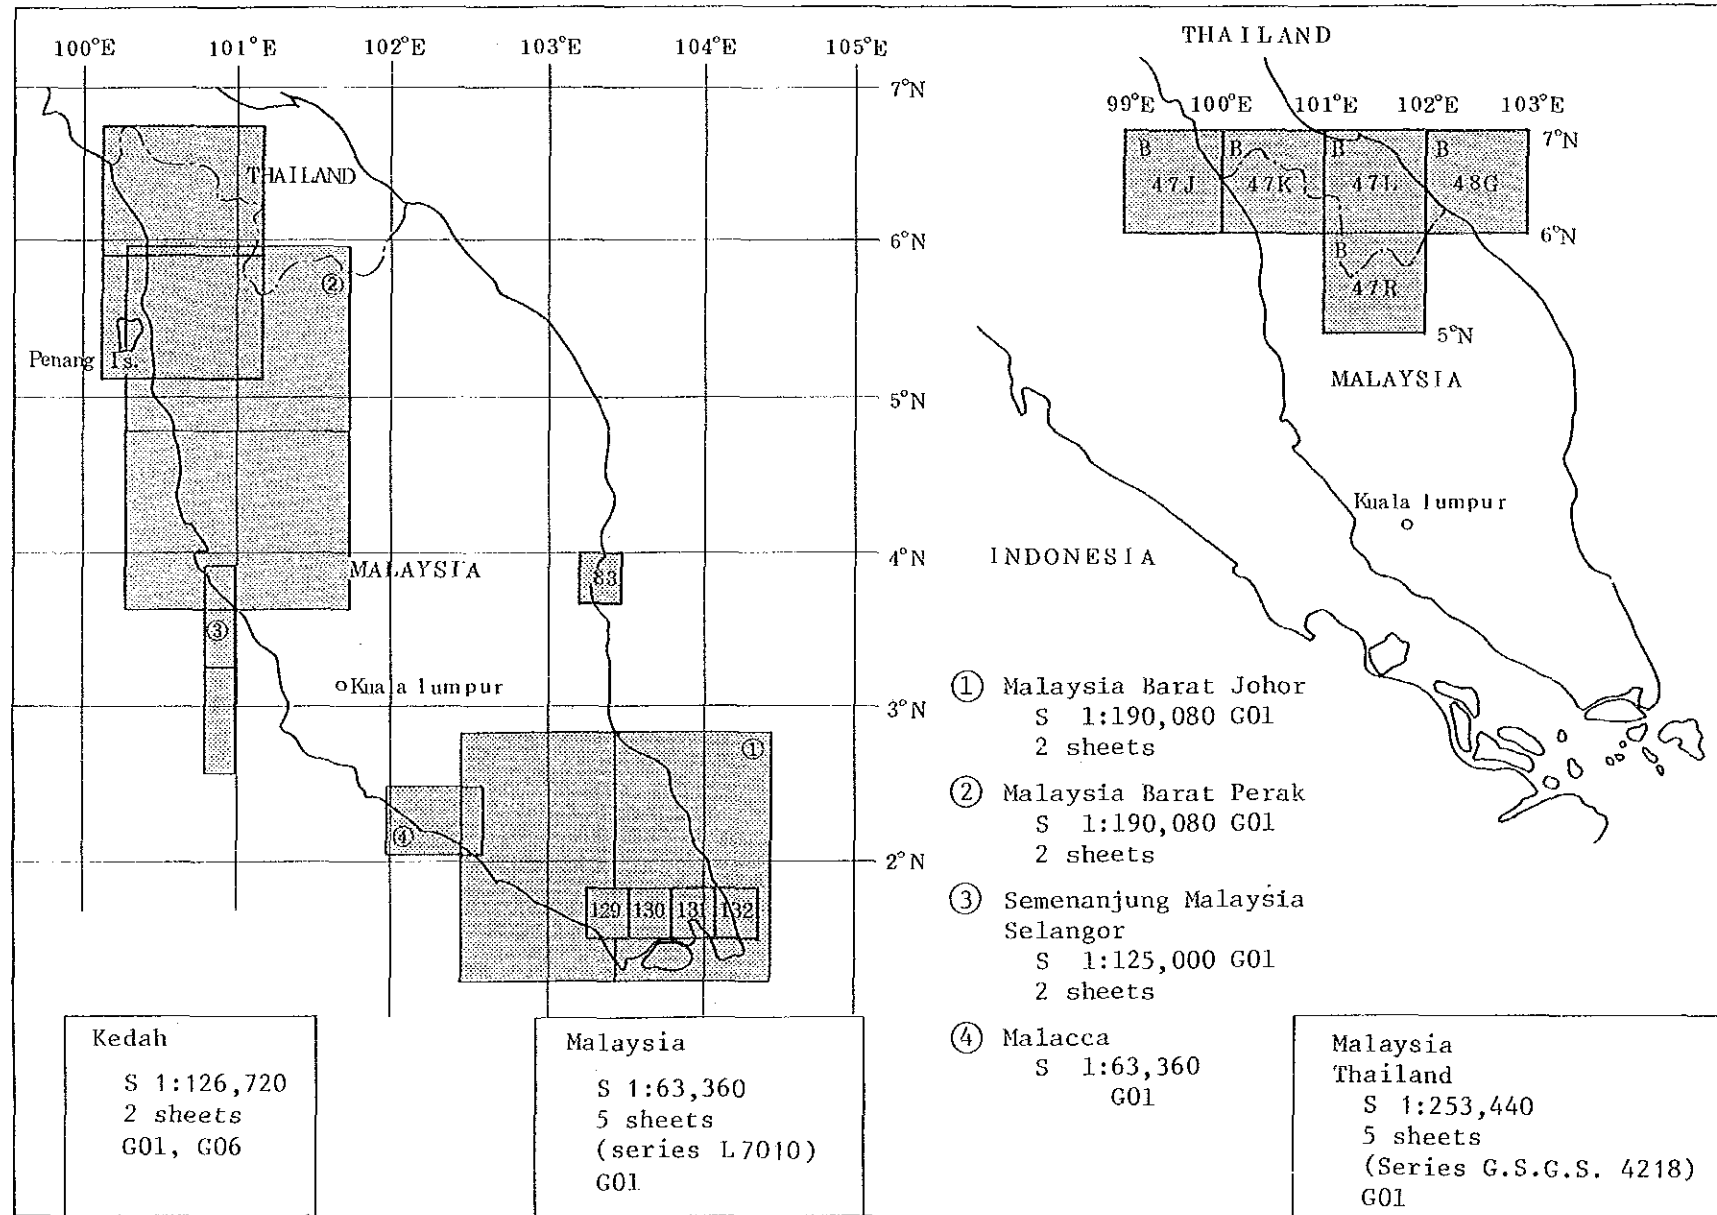 100°E 101°E 102°E 103°E 104°E 105°E
7°N
6°N
5°N
4°N
3°N
2°N
THAILAND
②
Penang Is.
MALAYSIA
83
③
Kuala lumpur
①
④
129 130 131 132
Kedah
S 1:126,720
2 sheets
G01, G06
Malaysia
S 1:63,360
5 sheets
(series L7010)
G01
THAILAND
99°E 100°E 101°E 102°E 103°E
7°N
B B B B
47J 47K 47L 48G
6°N
B
47R
5°N
MALAYSIA
Kuala lumpur
INDONESIA
① Malaysia Barat Johor
S 1:190,080 G01
2 sheets
② Malaysia Barat Perak
S 1:190,080 G01
2 sheets
③ Semenanjung Malaysia
Selangor
S 1:125,000 G01
2 sheets
④ Malacca
S 1:63,360
G01
Malaysia
Thailand
S 1:253,440
5 sheets
(Series G.S.G.S. 4218)
G01